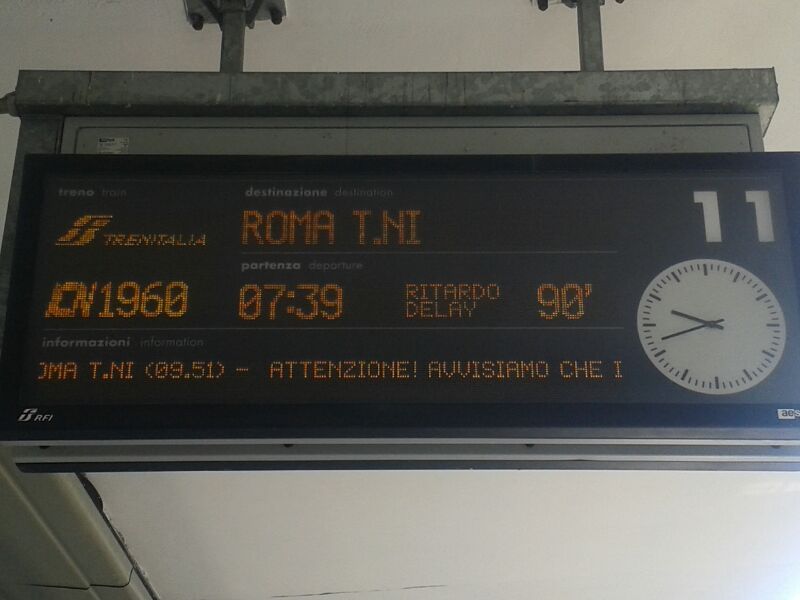 treno train
destinazione destination
11
TRENITALIA
ROMA T.NI
partenza departure
ICN1960
07:39
RITARDO
DELAY
90'
informazioni information
OMA T.NI (09.51) - ATTENZIONE! AVVISIAMO CHE I
RFI